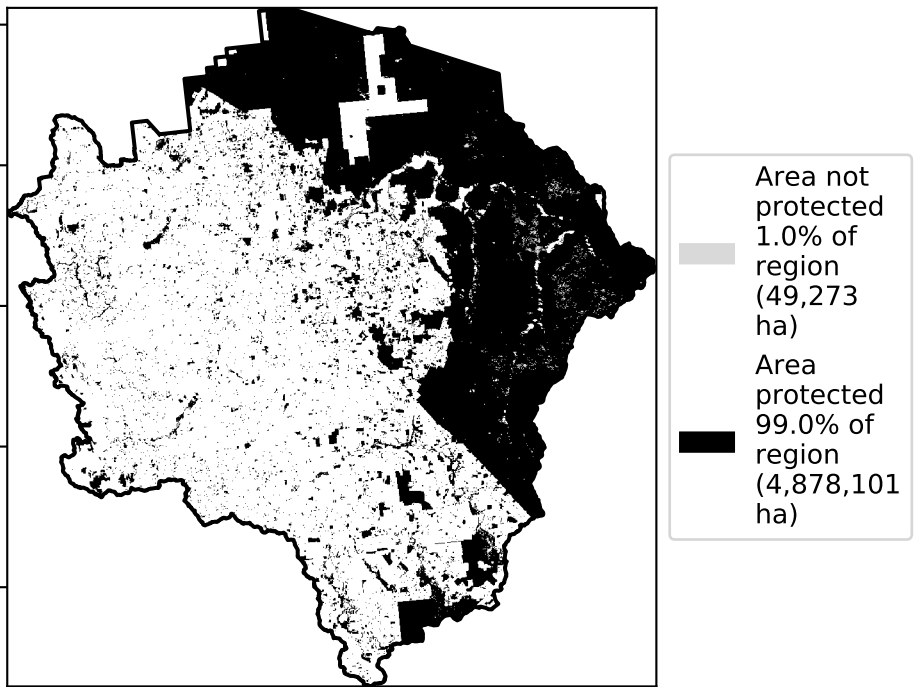 Area not
protected
1.0% of
region
(49,273
ha)
Area
protected
99.0% of
region
(4,878,101
ha)